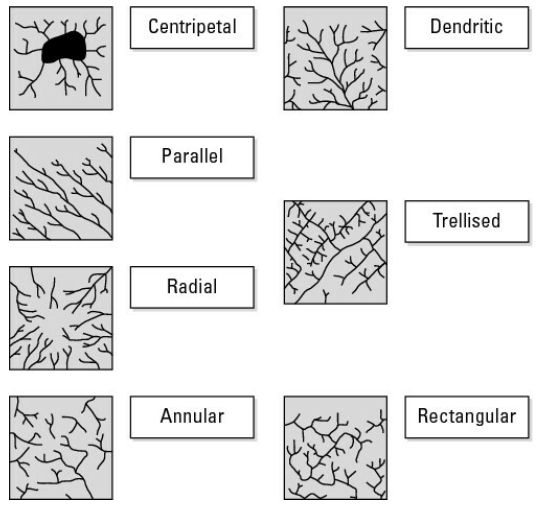 Centripetal
Dendritic
Parallel
Trellised
Radial
Annular
Rectangular